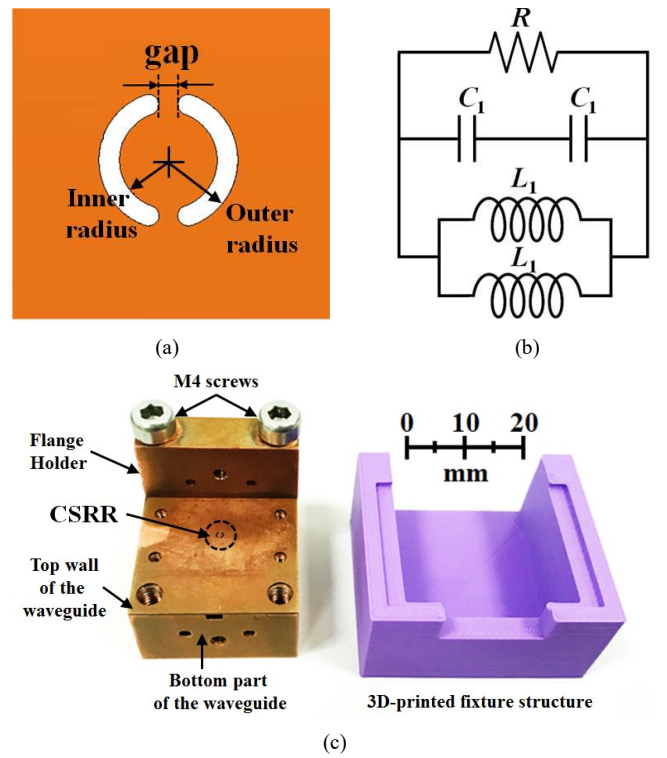 gap
Inner
radius
Outer
radius
(a)
R
C1
C1
L1
L1
(b)
M4 screws
Flange
Holder
CSRR
Top wall
of the
waveguide
Bottom part
of the waveguide
0 10 20
mm
3D-printed fixture structure
(c)